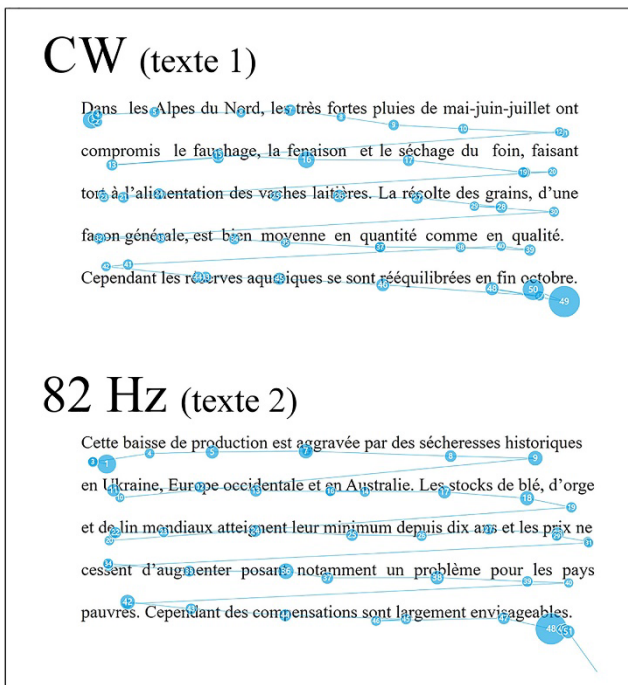 CW (texte 1)
Dans les Alpes du Nord, les très fortes pluies de mai-juin-juillet ont
compromis le fauchage, la fenaison et le séchage du foin, faisant
tort à l'alimentation des vaches laitières. La récolte des grains, d'une
façon générale, est bien moyenne en quantité comme en qualité.
Cependant les réserves aquatiques se sont rééquilibrées en fin octobre.
82 Hz (texte 2)
Cette baisse de production est aggravée par des sécheresses historiques
en Ukraine, Europe occidentale et en Australie. Les stocks de blé, d'orge
et de lin mondiaux atteignent leur minimum depuis dix ans et les prix ne
cessent d'augmenter posant notamment un problème pour les pays
pauvres. Cependant des compensations sont largement envisageables.